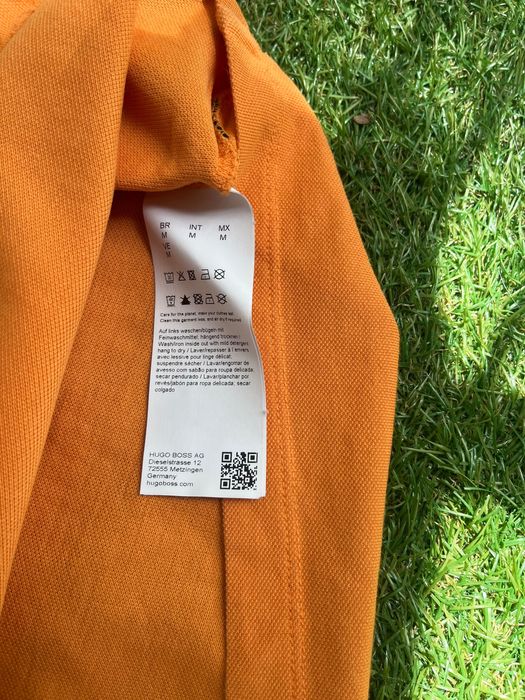 BR INT MX
M M M
VE
M
Care for the planet, wash your clothes less.
Clean this garment less, and air dry if required.
Auf links waschen/bügeln mit
Feinwaschmittel, hängend trocknen /
Wash/iron inside out with mild detergent,
hang to dry / Laver/repasser à l envers
avec lessive pour linge délicat,
suspendre sécher / Lavar/engomar de
avesso com sabão para roupa delicada;
secar pendurado / Lavar/planchar por
revés/jabón para ropa delicada; secar
colgado
HUGO BOSS AG
Dieselstrasse 12
72555 Metzingen
Germany
hugoboss.com